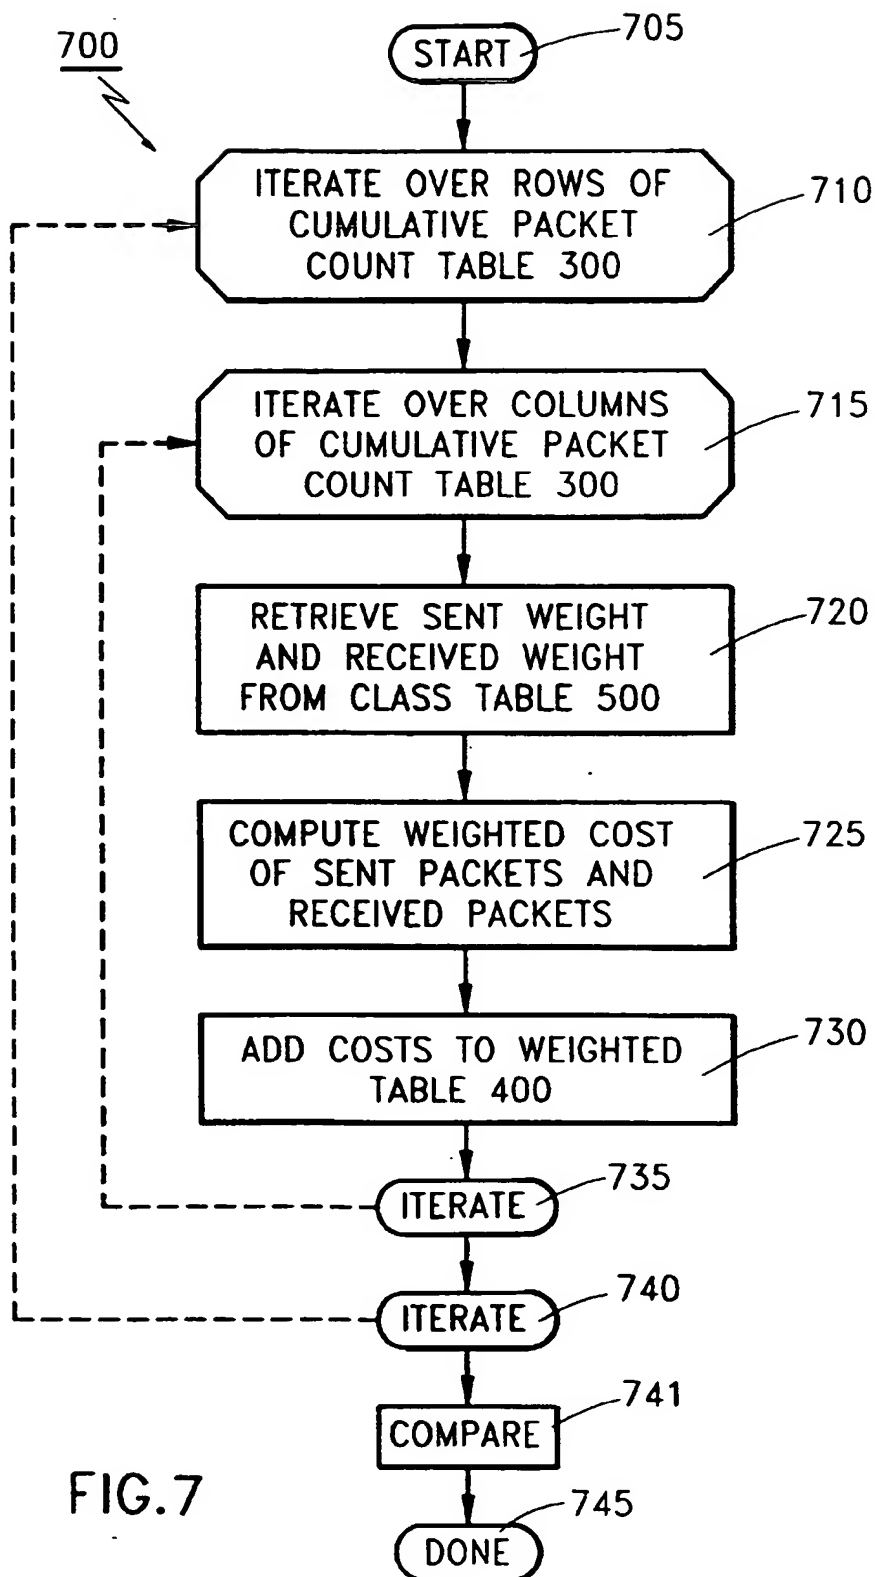 700
START
705
ITERATE OVER ROWS OF
CUMULATIVE PACKET
COUNT TABLE 300
710
ITERATE OVER COLUMNS
OF CUMULATIVE PACKET
COUNT TABLE 300
715
RETRIEVE SENT WEIGHT
AND RECEIVED WEIGHT
FROM CLASS TABLE 500
720
COMPUTE WEIGHTED COST
OF SENT PACKETS AND
RECEIVED PACKETS
725
ADD COSTS TO WEIGHTED
TABLE 400
730
ITERATE
735
ITERATE
740
COMPARE
741
DONE
745
FIG.7